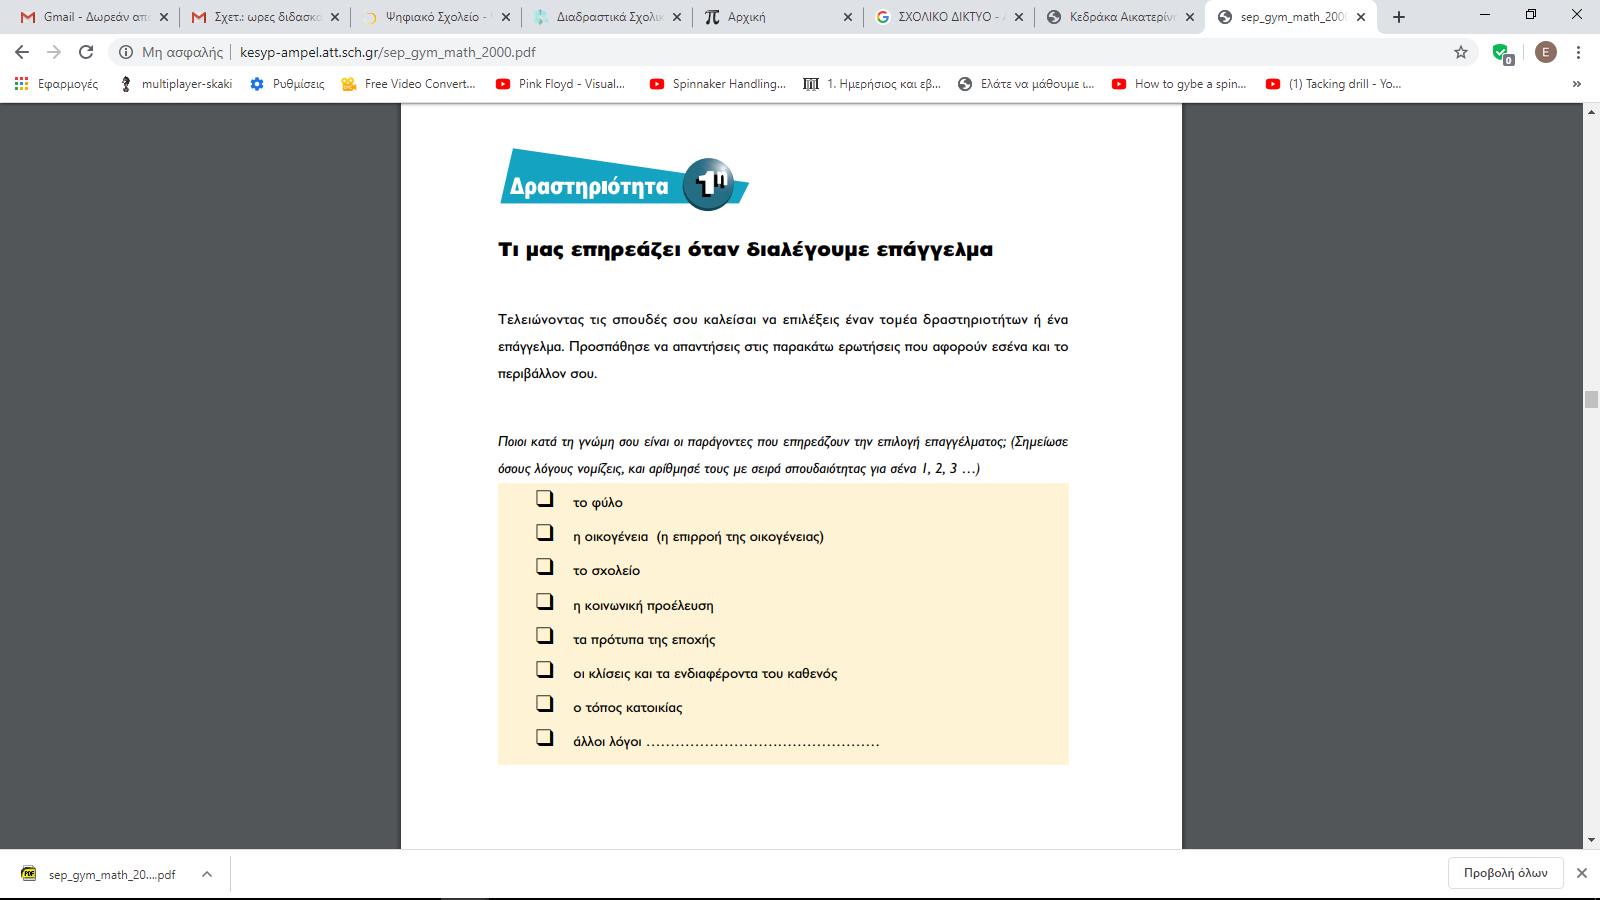 Gmail - Δωρεάν απο
Σχετ.: ωρες διδασκα
Ψηφιακό Σχολείο -
Διαδραστικά Σχολικ
Αρχική
ΣΧΟΛΙΚΟ ΔΙΚΤΥΟ -
Κεδράκα Αικατερίν
sep_gym_math_2000
Μη ασφαλής
kesyp-ampel.att.sch.gr/sep_gym_math_2000.pdf
0
E
Εφαρμογές
multiplayer-skaki
Ρυθμίσεις
Free Video Convert...
Pink Floyd - Visual...
Spinnaker Handling...
1. Ημερήσιος και εβ...
Ελάτε να μάθουμε ι...
How to gybe a spin...
(1) Tacking drill - Yo...
»
Δραστηριότητα 1η
Τι μας επηρεάζει όταν διαλέγουμε επάγγελμα
Τελειώνοντας τις σπουδές σου καλείσαι να επιλέξεις έναν τομέα δραστηριοτήτων ή ένα
επάγγελμα. Προσπάθησε να απαντήσεις στις παρακάτω ερωτήσεις που αφορούν εσένα και το
περιβάλλον σου.
Ποιοι κατά τη γνώμη σου είναι οι παράγοντες που επηρεάζουν την επιλογή επαγγέλματος; (Σημείωσε
όσους λόγους νομίζεις, και αρίθμησέ τους με σειρά σπουδαιότητας για σένα 1, 2, 3 …)
το φύλο
η οικογένεια (η επιρροή της οικογένειας)
το σχολείο
η κοινωνική προέλευση
τα πρότυπα της εποχής
οι κλίσεις και τα ενδιαφέροντα του καθενός
ο τόπος κατοικίας
άλλοι λόγοι …………………………………………
PDF
sep_gym_math_20....pdf
Προβολή όλων